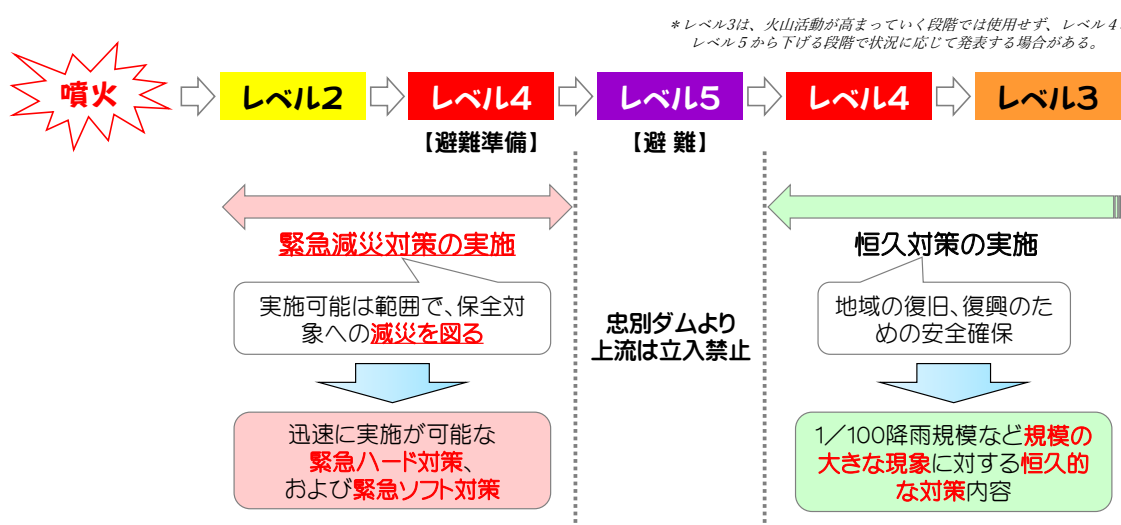 *レベル3は、火山活動が高まっていく段階では使用せず、レベル4、
レベル5から下げる段階で状況に応じて発表する場合がある。
噴火
レベル2
レベル4
レベル5
レベル4
レベル3
【避難準備】
【避 難】
緊急減災対策の実施
恒久対策の実施
実施可能は範囲で、保全対
象への減災を図る
忠別ダムより
上流は立入禁止
地域の復旧、復興のた
めの安全確保
迅速に実施が可能な
緊急ハード対策、
および緊急ソフト対策
1/100降雨規模など規模の
大きな現象に対する恒久的
な対策内容